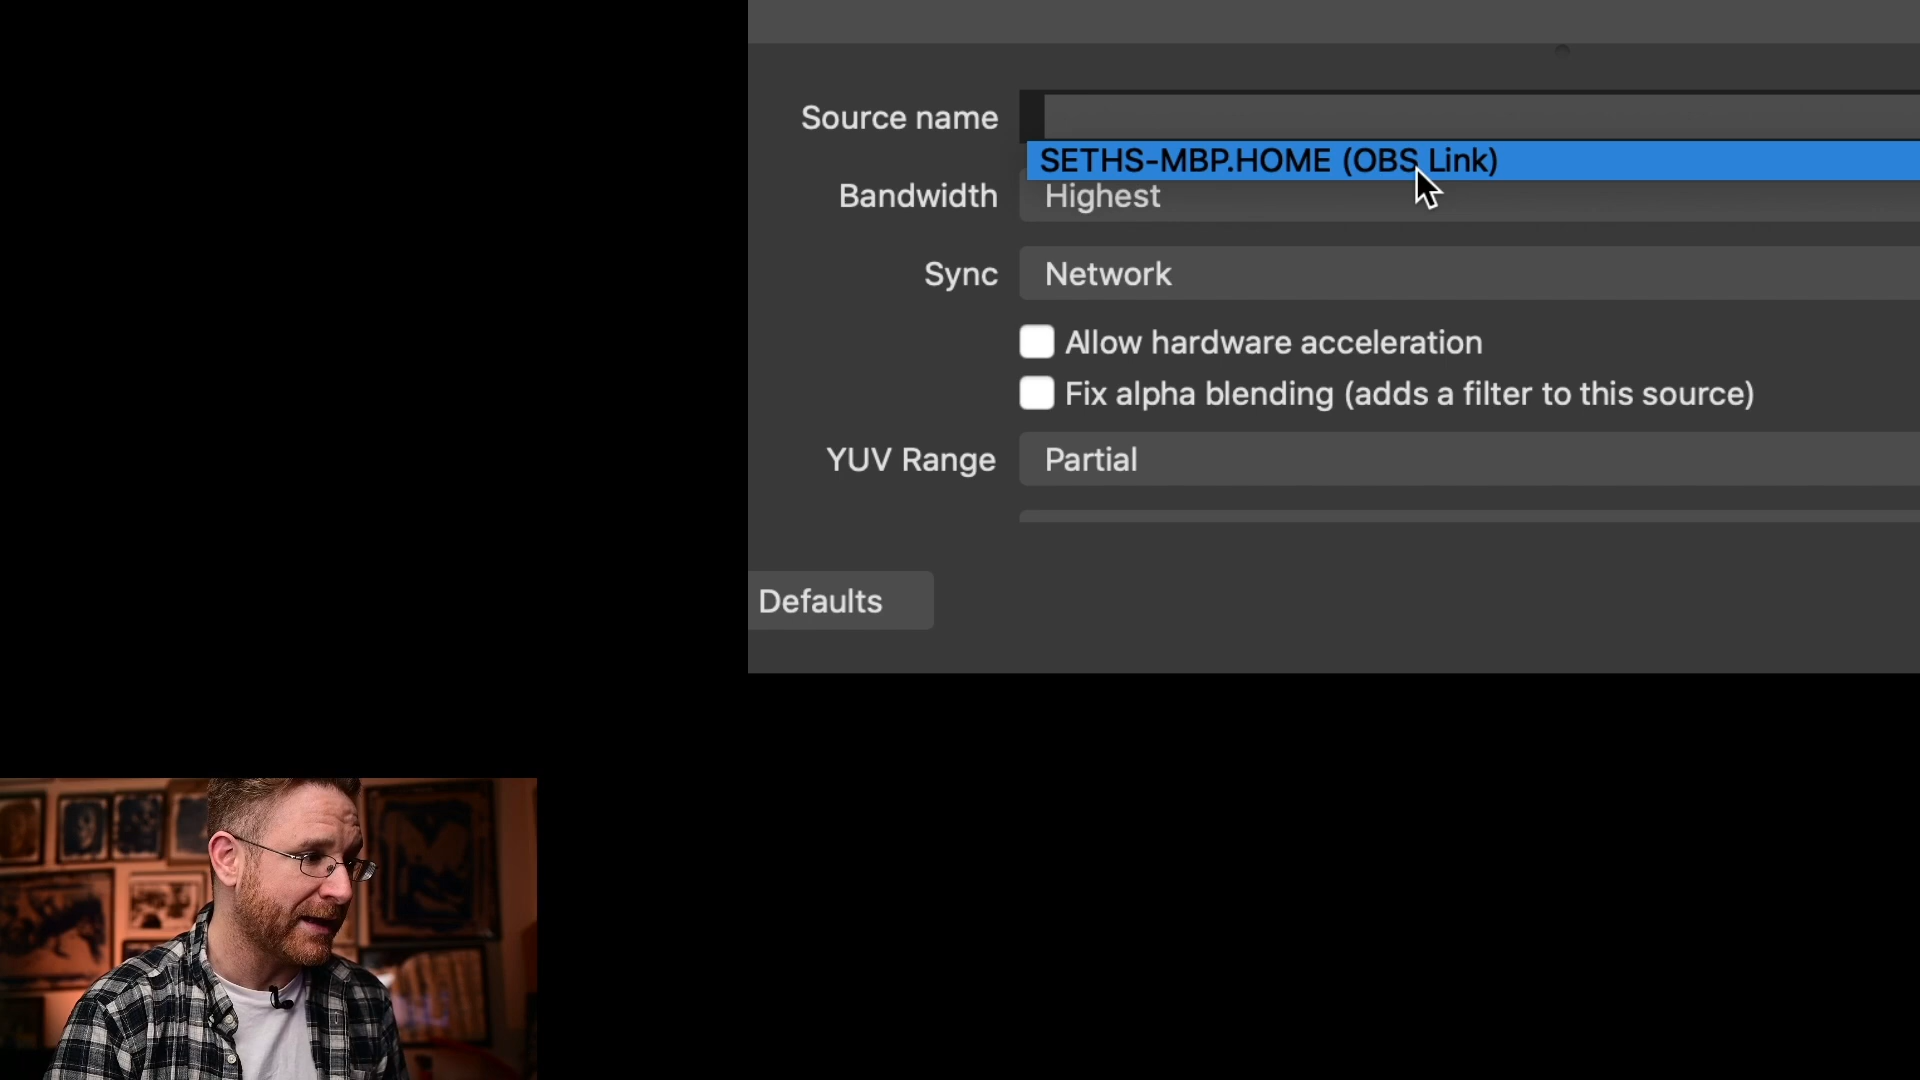 Source name
SETHS-MBP.HOME (OBS Link)
Bandwidth Highest
Sync Network
Allow hardware acceleration
Fix alpha blending (adds a filter to this source)
YUV Range Partial
Defaults